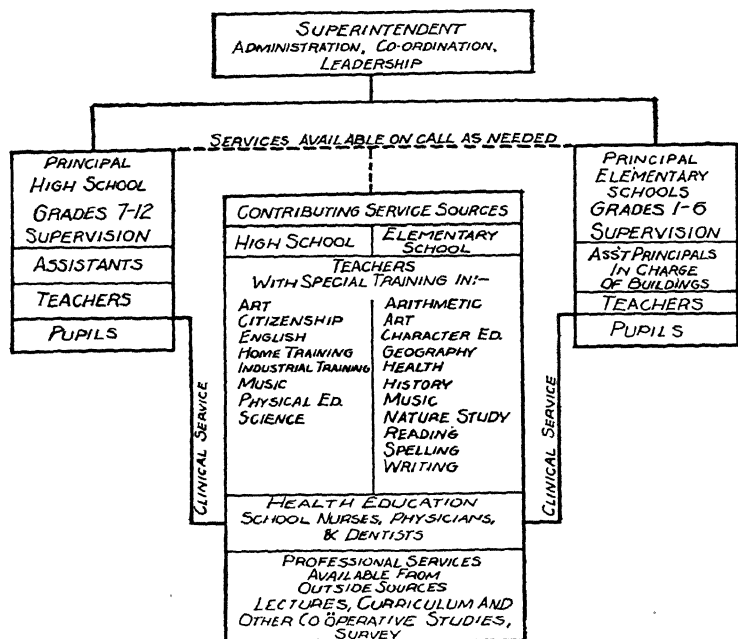 SUPERINTENDENT
ADMINISTRATION, CO-ORDINATION,
LEADERSHIP
SERVICES AVAILABLE ON CALL AS NEEDED
PRINCIPAL
HIGH SCHOOL
GRADES 7-12
SUPERVISION
ASSISTANTS
TEACHERS
PUPILS
CLINICAL SERVICE
CONTRIBUTING SERVICE SOURCES
HIGH SCHOOL
ELEMENTARY
SCHOOL
TEACHERS
WITH SPECIAL TRAINING IN:-
ART
CITIZENSHIP
ENGLISH
HOME TRAINING
INDUSTRIAL TRAINING
MUSIC
PHYSICAL ED.
SCIENCE
ARITHMETIC
ART
CHARACTER ED.
GEOGRAPHY
HEALTH
HISTORY
MUSIC
NATURE STUDY
READING
SPELLING
WRITING
HEALTH EDUCATION
SCHOOL NURSES, PHYSICIANS,
& DENTISTS
PROFESSIONAL SERVICES
AVAILABLE FROM
OUTSIDE SOURCES
LECTURES, CURRICULUM AND
OTHER COÖPERATIVE STUDIES,
SURVEY
PRINCIPAL
ELEMENTARY
SCHOOLS
GRADES 1-6
SUPERVISION
ASS'T PRINCIPALS
IN CHARGE
OF BUILDINGS
TEACHERS
PUPILS
CLINICAL SERVICE